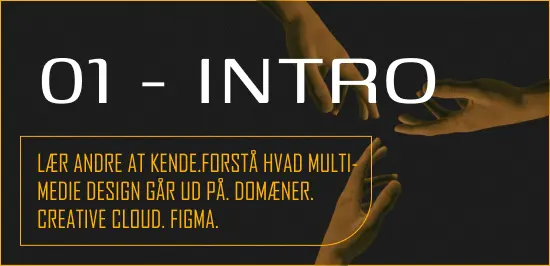 01 - INTRO
LÆR ANDRE AT KENDE.FORSTÅ HVAD MULTI-
MEDIE DESIGN GÅR UD PÅ. DOMÆNER.
CREATIVE CLOUD. FIGMA.